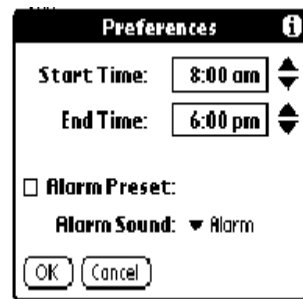 Preferences
Start Time: 8:00 am
End Time: 6:00 pm
Alarm Preset:
Alarm Sound: Alarm
OK Cancel